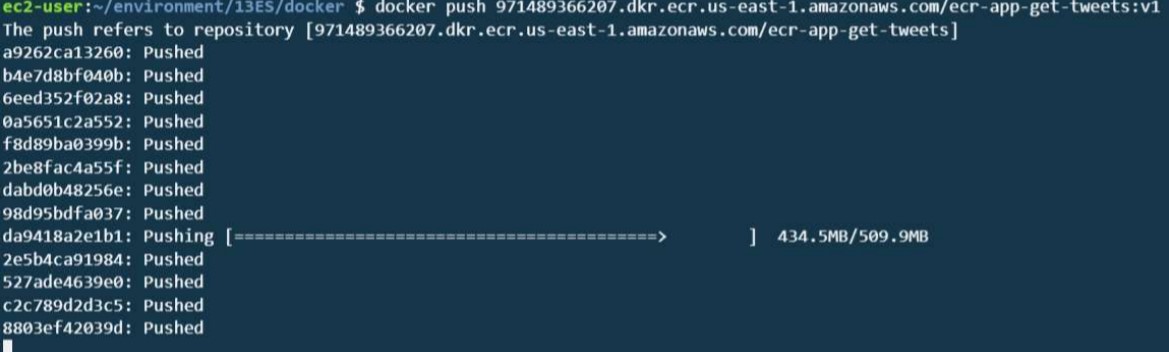 ec2-user:~/environment/13ES/docker $ docker push 971489366207.dkr.ecr.us-east-1.amazonaws.com/ecr-app-get-tweets:v1
The push refers to repository [971489366207.dkr.ecr.us-east-1.amazonaws.com/ecr-app-get-tweets]
a9262ca13260: Pushed
b4e7d8bf040b: Pushed
6eed352f02a8: Pushed
0a5651c2a552: Pushed
f8d89ba0399b: Pushed
2be8fac4a55f: Pushed
dabd0b48256e: Pushed
98d95bdfa037: Pushed
da9418a2e1b1: Pushing [==========================================>        ]  434.5MB/509.9MB
2e5b4ca91984: Pushed
527ade4639e0: Pushed
c2c789d2d3c5: Pushed
8803ef42039d: Pushed